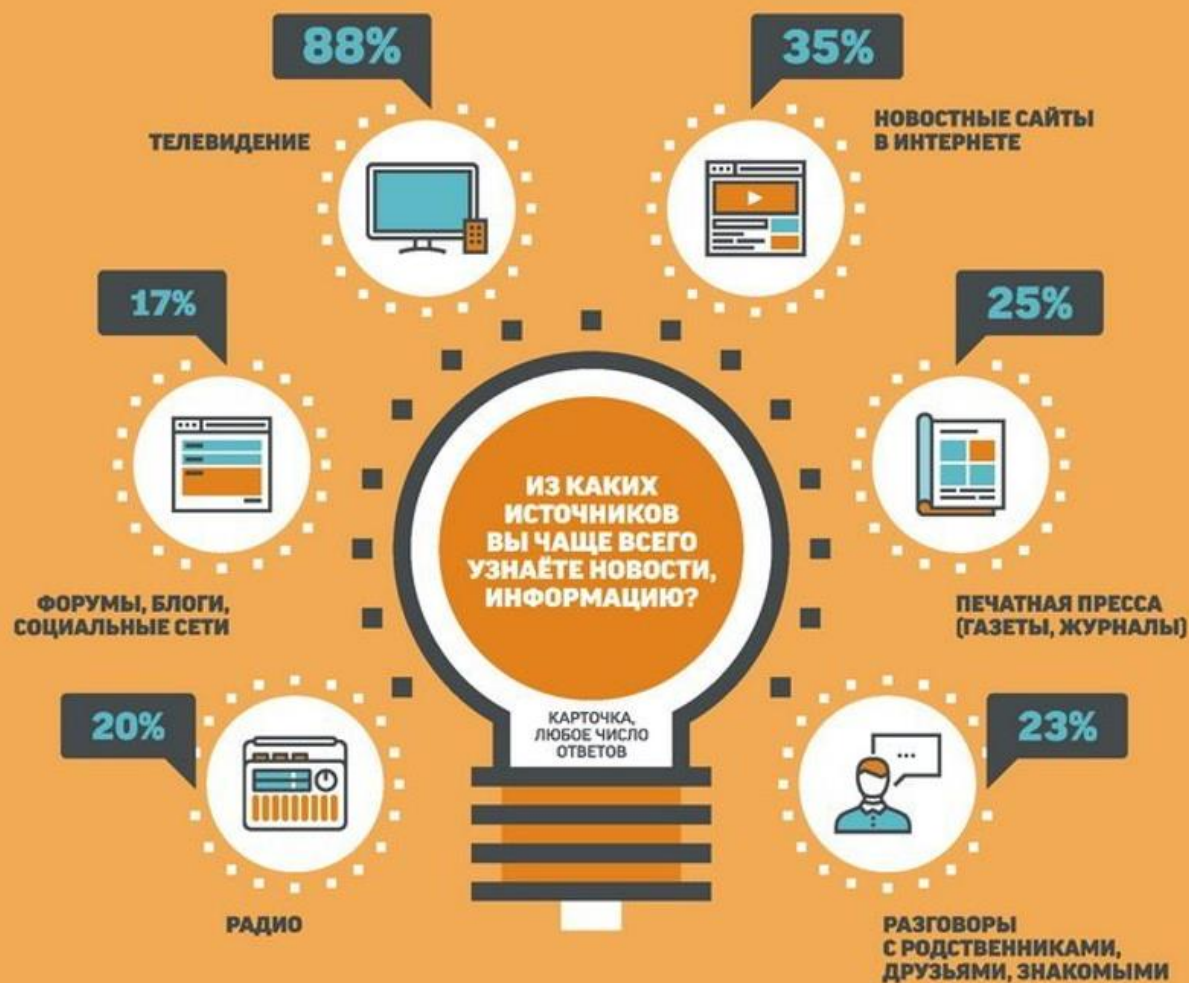 88%
ТЕЛЕВИДЕНИЕ
35%
НОВОСТНЫЕ САЙТЫ
В ИНТЕРНЕТЕ
17%
ФОРУМЫ, БЛОГИ,
СОЦИАЛЬНЫЕ СЕТИ
25%
ПЕЧАТНАЯ ПРЕССА
(ГАЗЕТЫ, ЖУРНАЛЫ)
ИЗ КАКИХ
ИСТОЧНИКОВ
ВЫ ЧАЩЕ ВСЕГО
УЗНАЁТЕ НОВОСТИ,
ИНФОРМАЦИЮ?
КАРТОЧКА,
ЛЮБОЕ ЧИСЛО
ОТВЕТОВ
20%
РАДИО
23%
РАЗГОВОРЫ
С РОДСТВЕННИКАМИ,
ДРУЗЬЯМИ, ЗНАКОМЫМИ